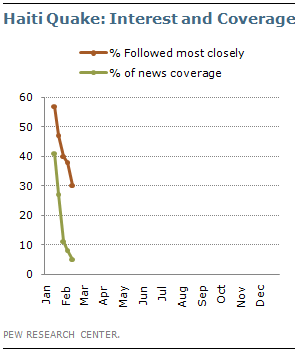 Haiti Quake: Interest and Coverage
% Followed most closely
% of news coverage
60
50
40
30
20
10
0
Jan Feb Mar Apr May Jun Jul Aug Sep Oct Nov Dec
PEW RESEARCH CENTER.